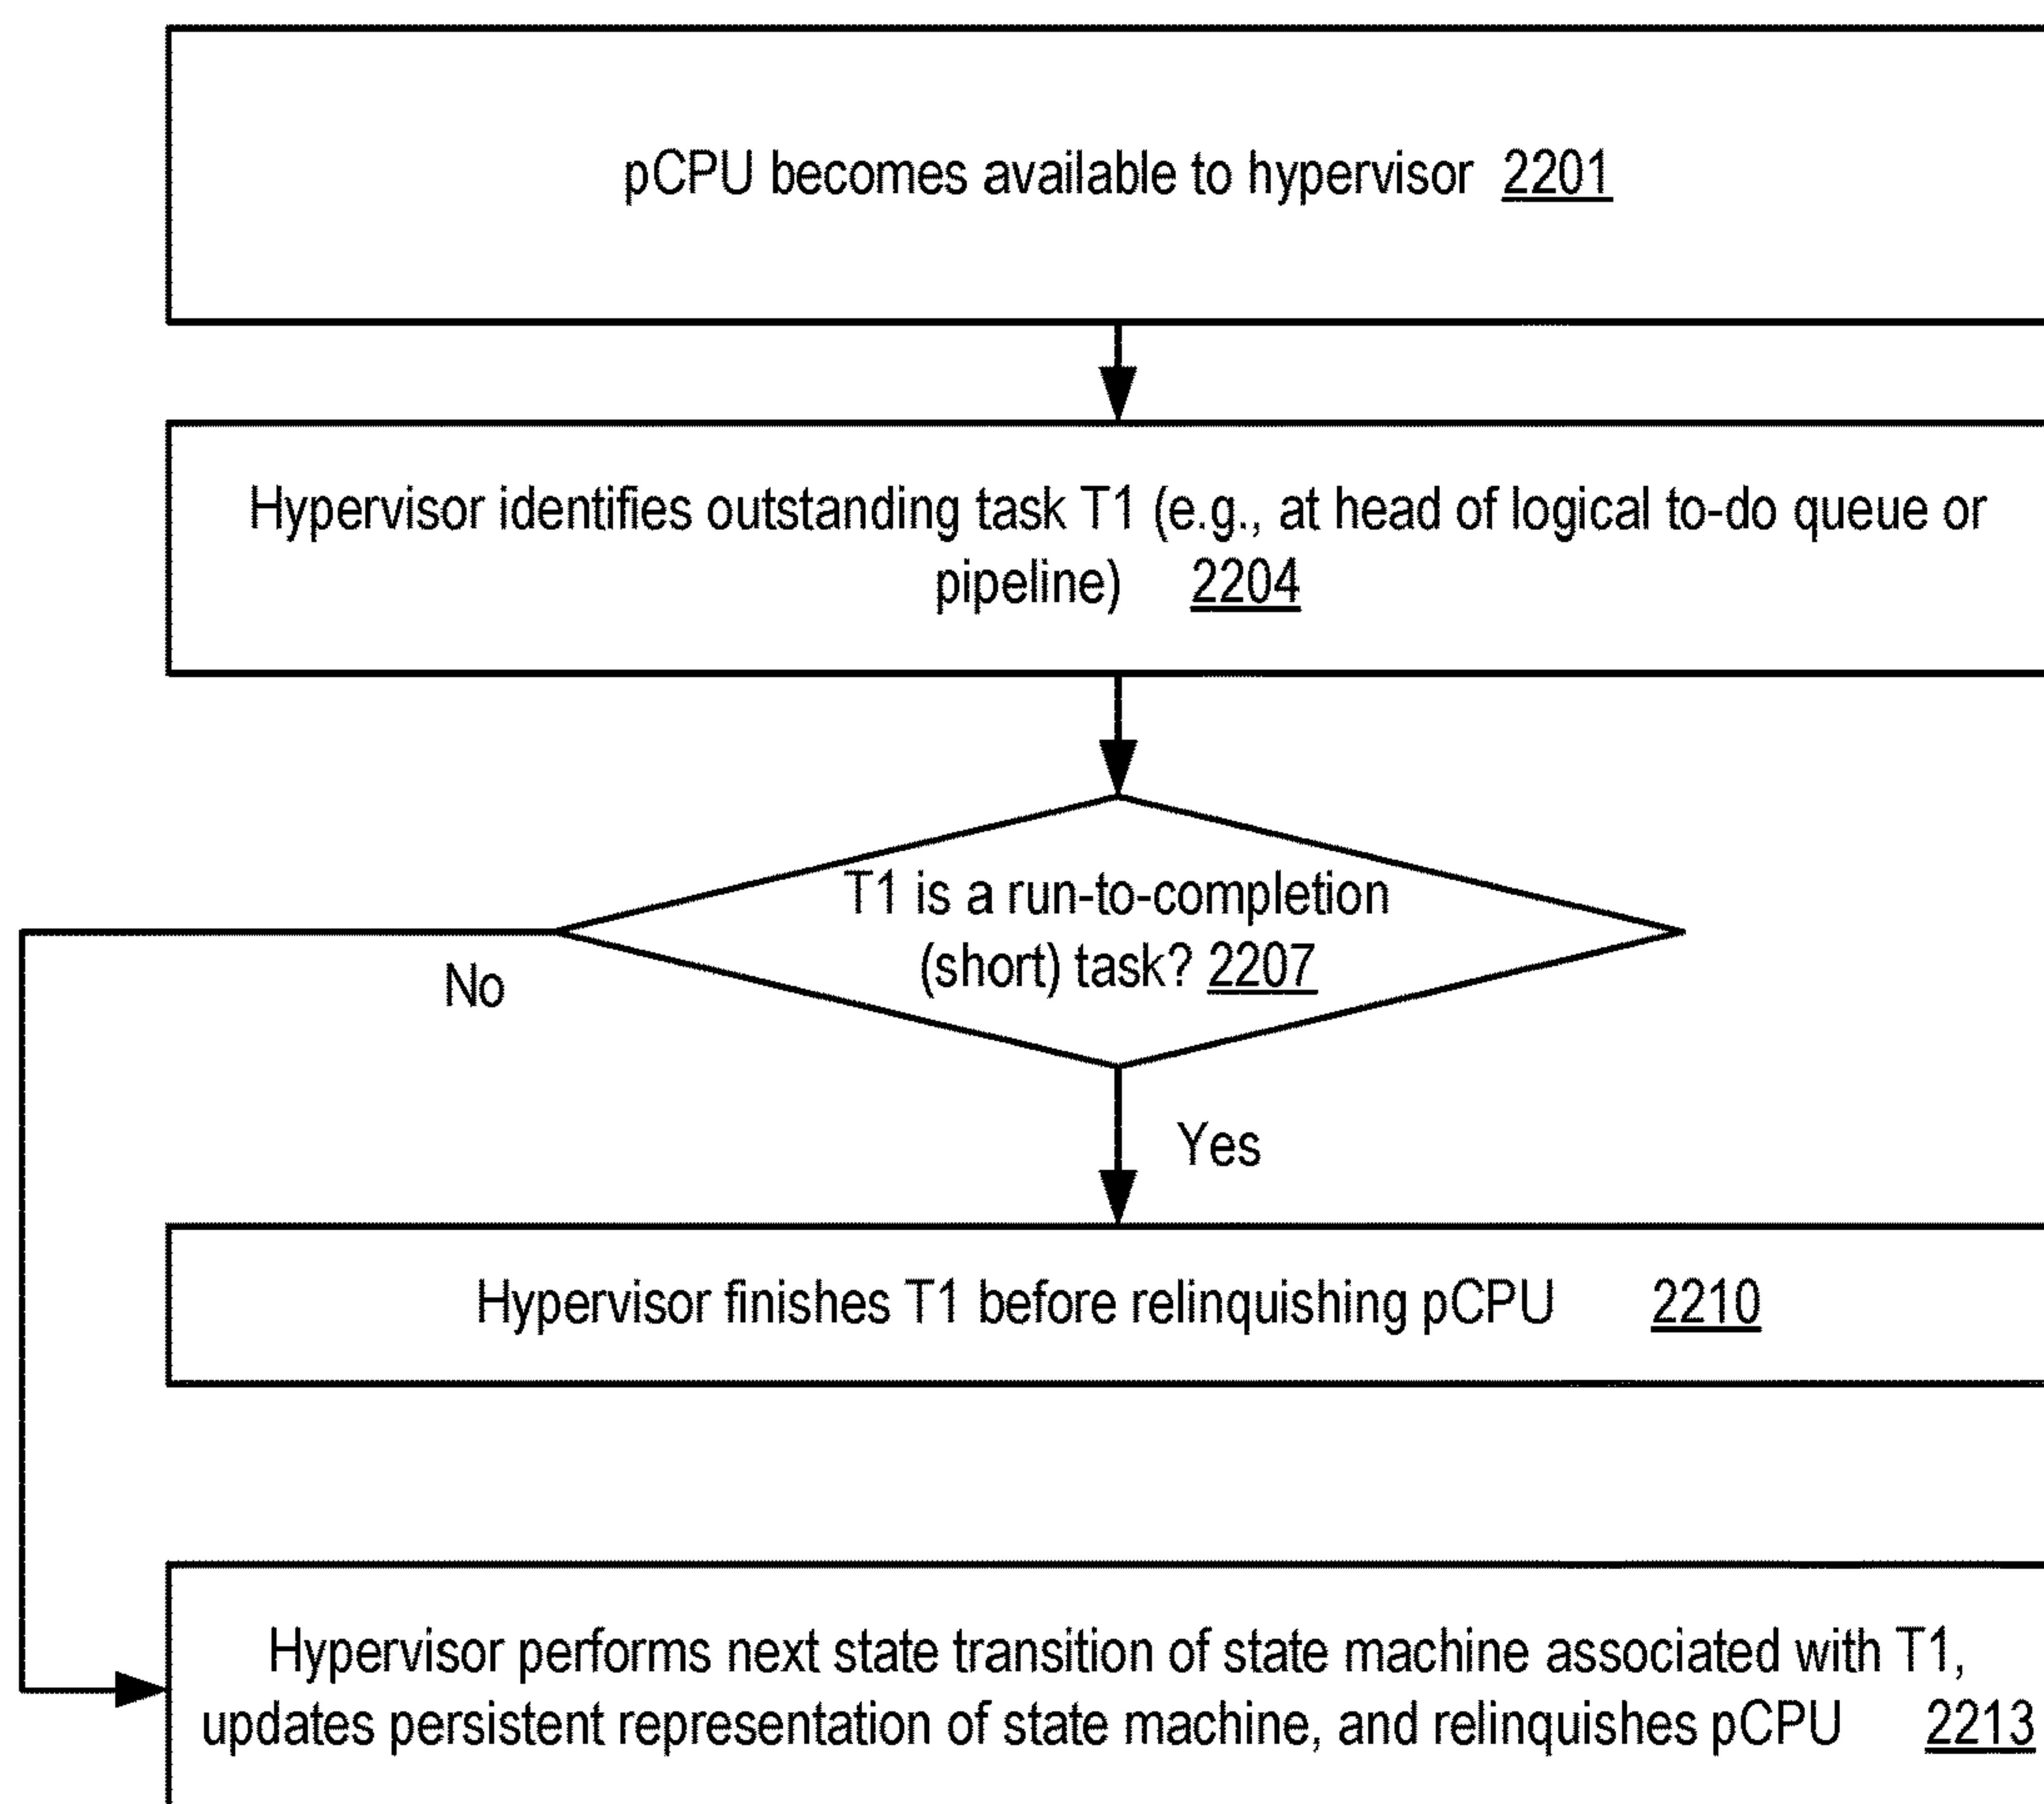 pCPU becomes available to hypervisor 2201
Hypervisor identifies outstanding task T1 (e.g., at head of logical to-do queue or
pipeline) 2204
T1 is a run-to-completion
(short) task? 2207
No
Yes
Hypervisor finishes T1 before relinquishing pCPU 2210
Hypervisor performs next state transition of state machine associated with T1,
updates persistent representation of state machine, and relinquishes pCPU 2213